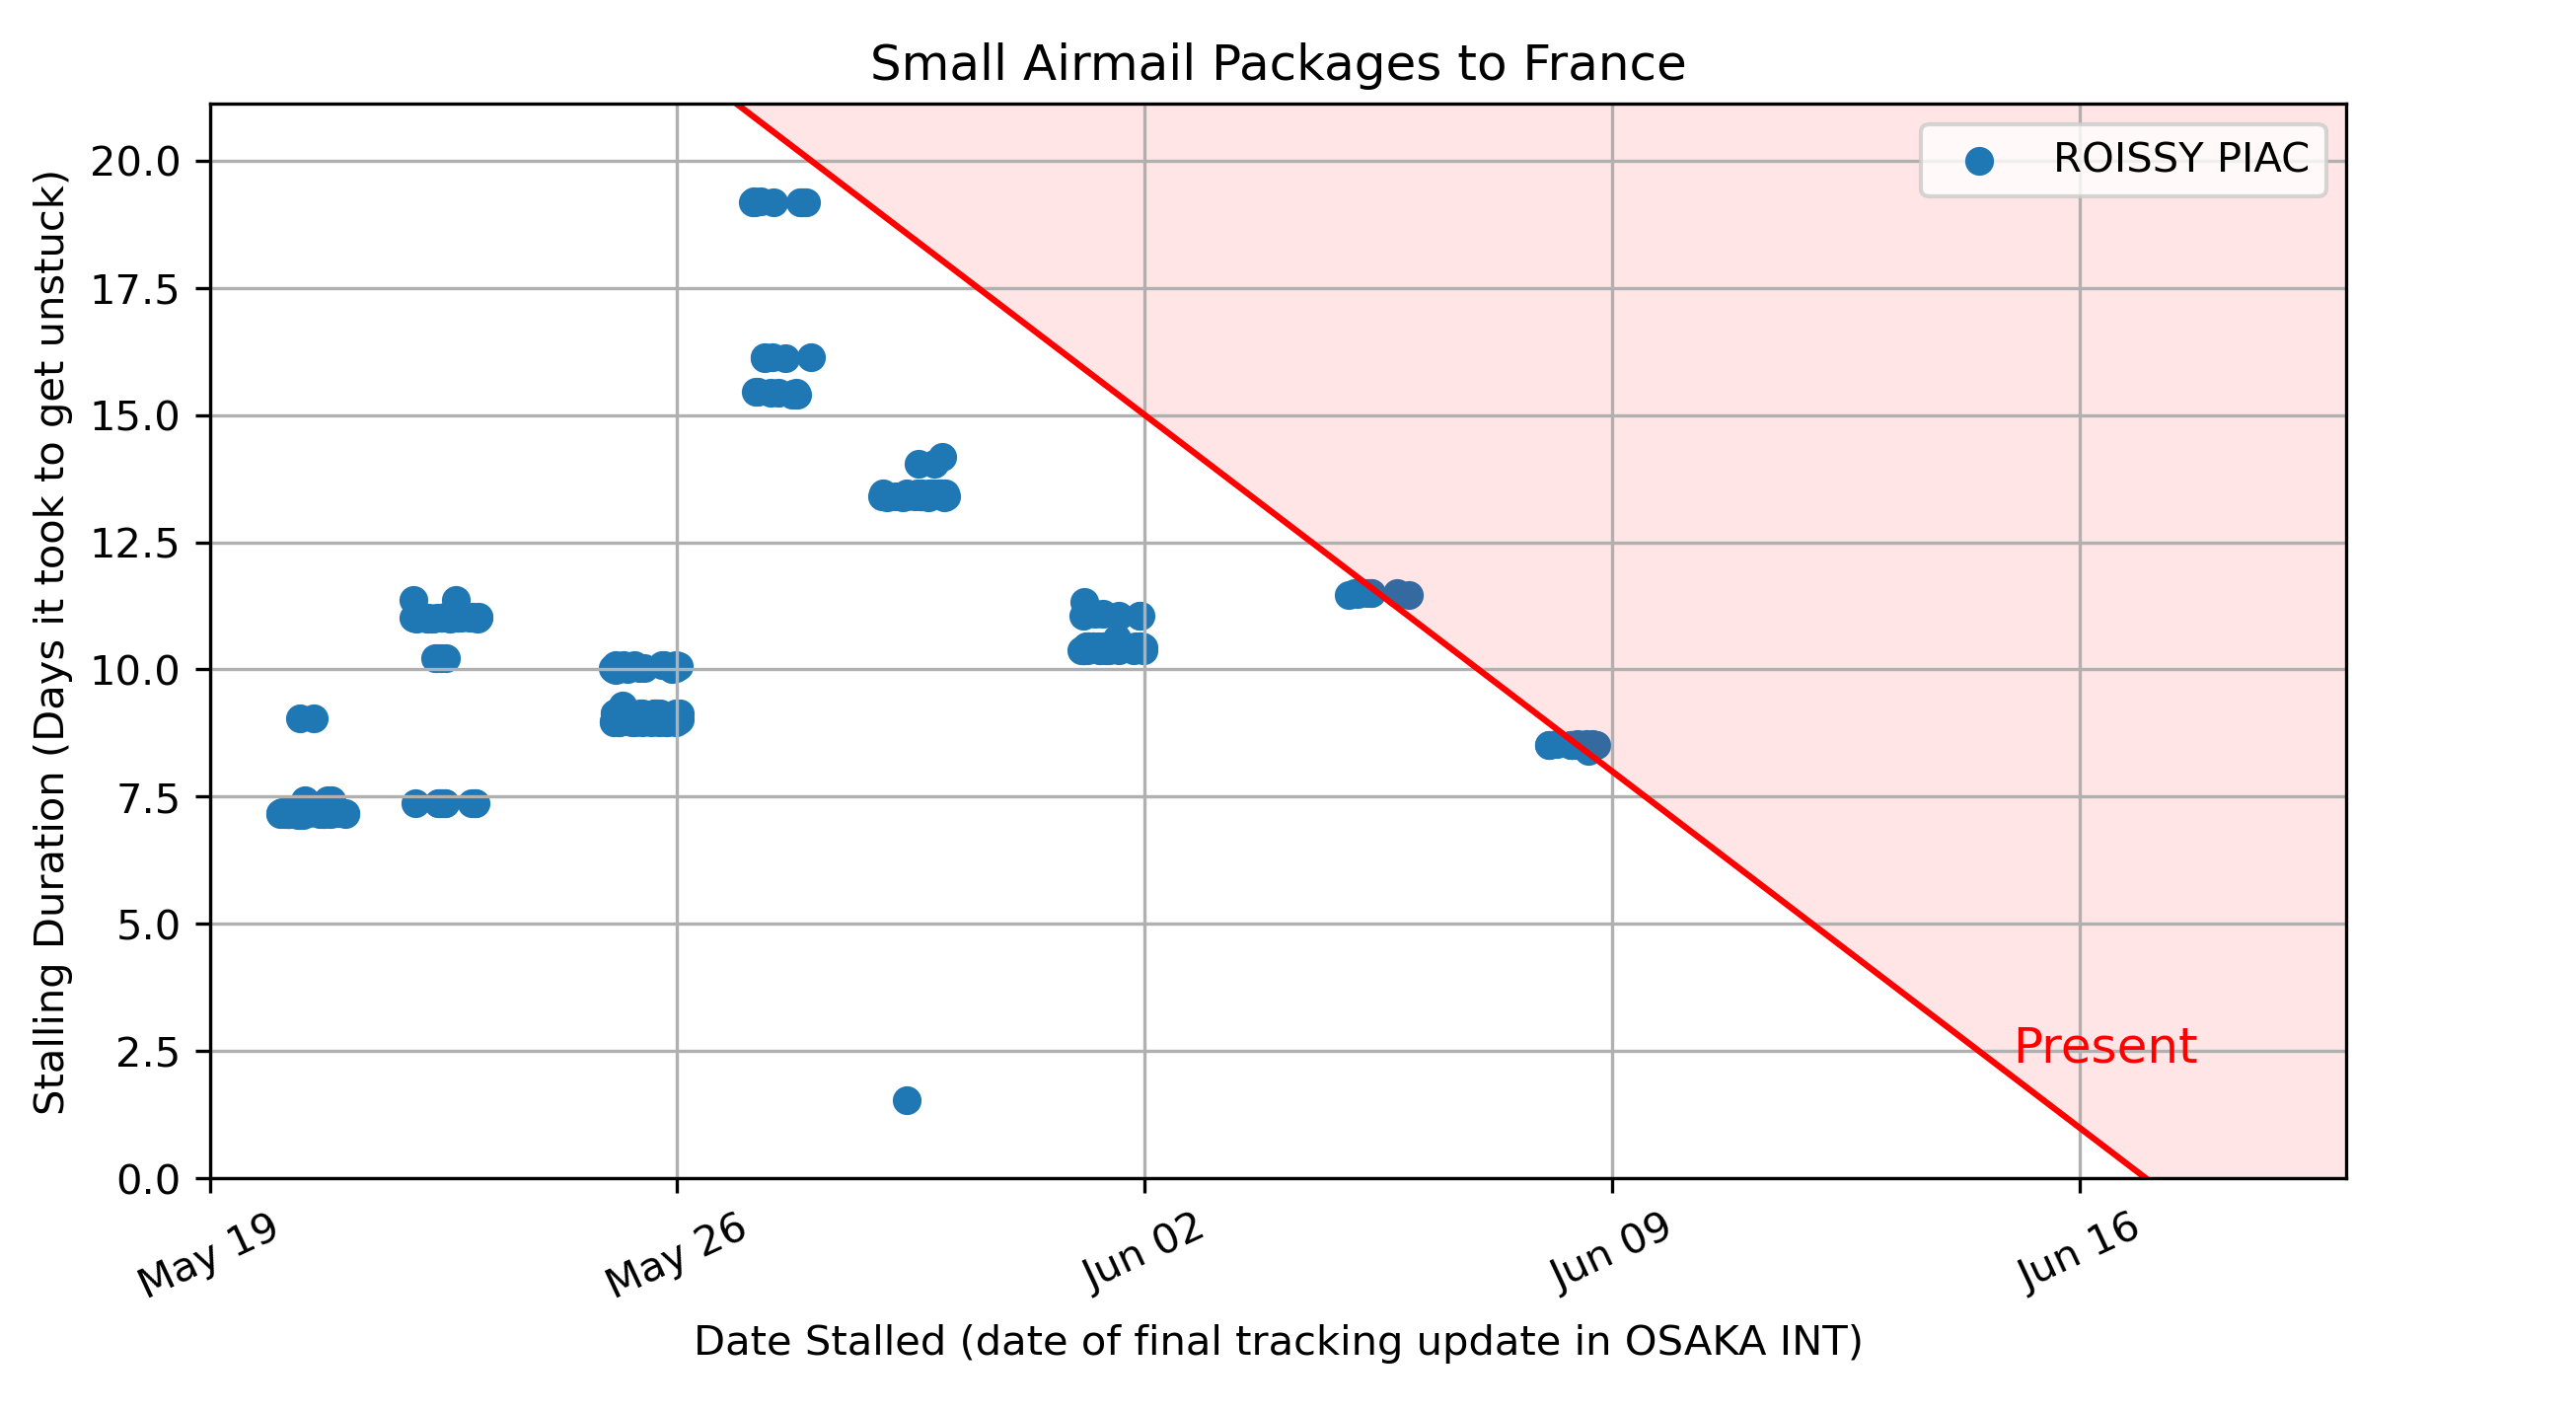 Small Airmail Packages to France
ROISSY PIAC
Stalling Duration (Days it took to get unstuck)
20.0
17.5
15.0
12.5
10.0
7.5
5.0
2.5
0.0
Present
May 19
May 26
Jun 02
Jun 09
Jun 16
Date Stalled (date of final tracking update in OSAKA INT)